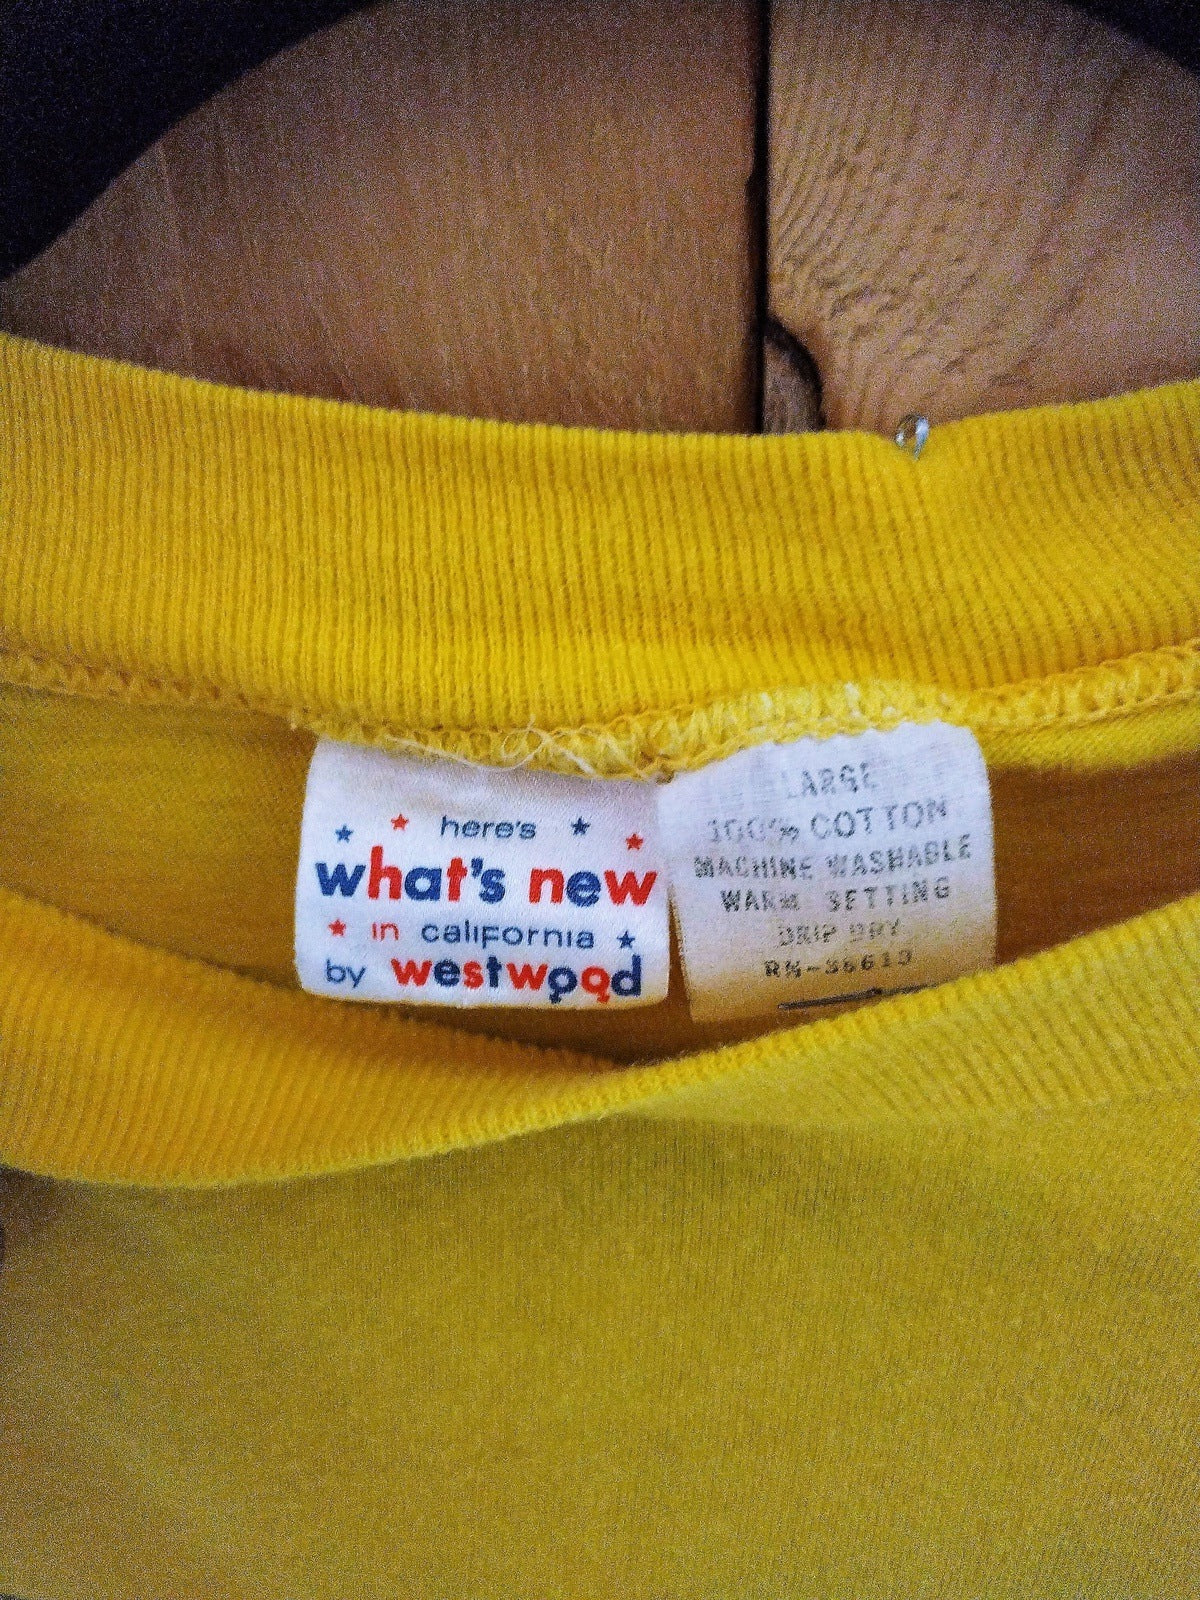 here's
what's new
in california
by westwood
LARGE
100% COTTON
MACHINE WASHABLE
WARM SETTING
DRIP DRY